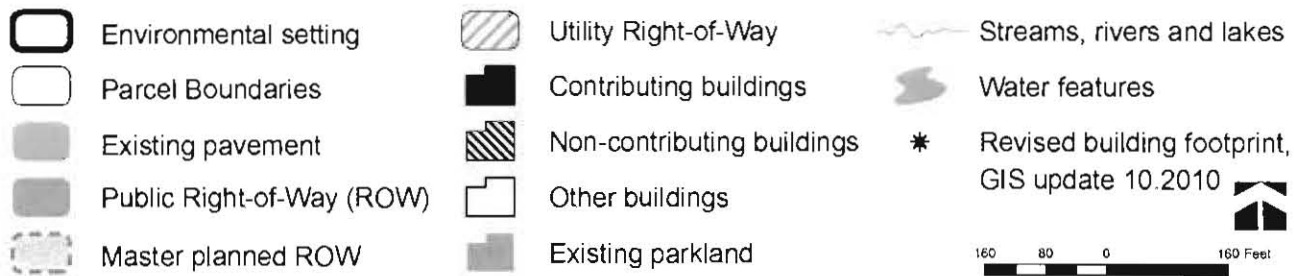 Environmental setting
Parcel Boundaries
Existing pavement
Public Right-of-Way (ROW)
Master planned ROW
Utility Right-of-Way
Contributing buildings
Non-contributing buildings
Other buildings
Existing parkland
Streams, rivers and lakes
Water features
Revised building footprint,
GIS update 10.2010
160 80 0 160 Feet